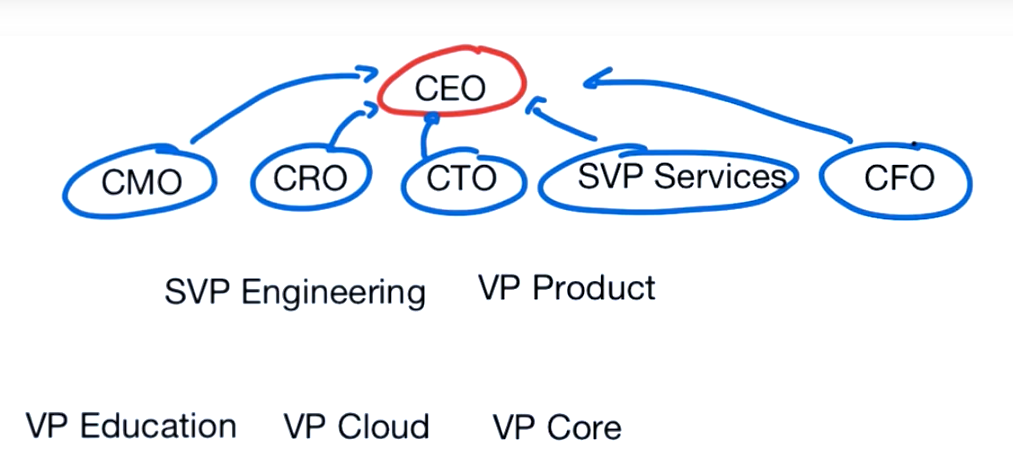 CEO
CMO CRO CTO SVP Services CFO
SVP Engineering VP Product
VP Education VP Cloud VP Core